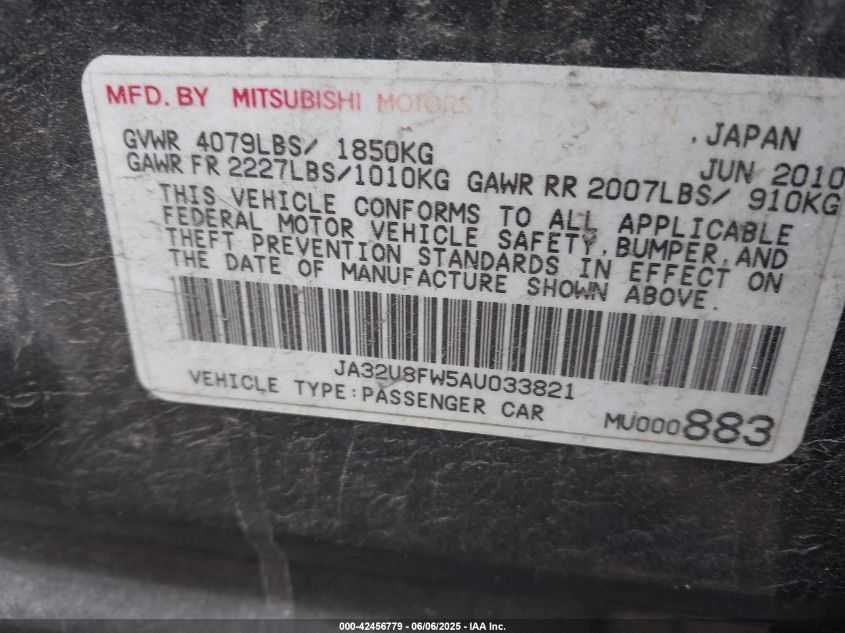 MFD. BY MITSUBISHI MOTORS
, JAPAN
GVWR 4079LBS/ 1850KG
JUN 2010
GAWR FR 2227LBS/1010KG GAWR RR 2007LBS/ 910KG
THIS VEHICLE CONFORMS TO ALL APPLICABLE
FEDERAL MOTOR VEHICLE SAFETY, BUMPER, AND
THEFT PREVENTION STANDARDS IN EFFECT ON
THE DATE OF MANUFACTURE SHOWN ABOVE.
JA32U8FW5AU033821
VEHICLE TYPE:PASSENGER CAR
MU000883
000-42456779 - 06/06/2025 - IAA Inc.